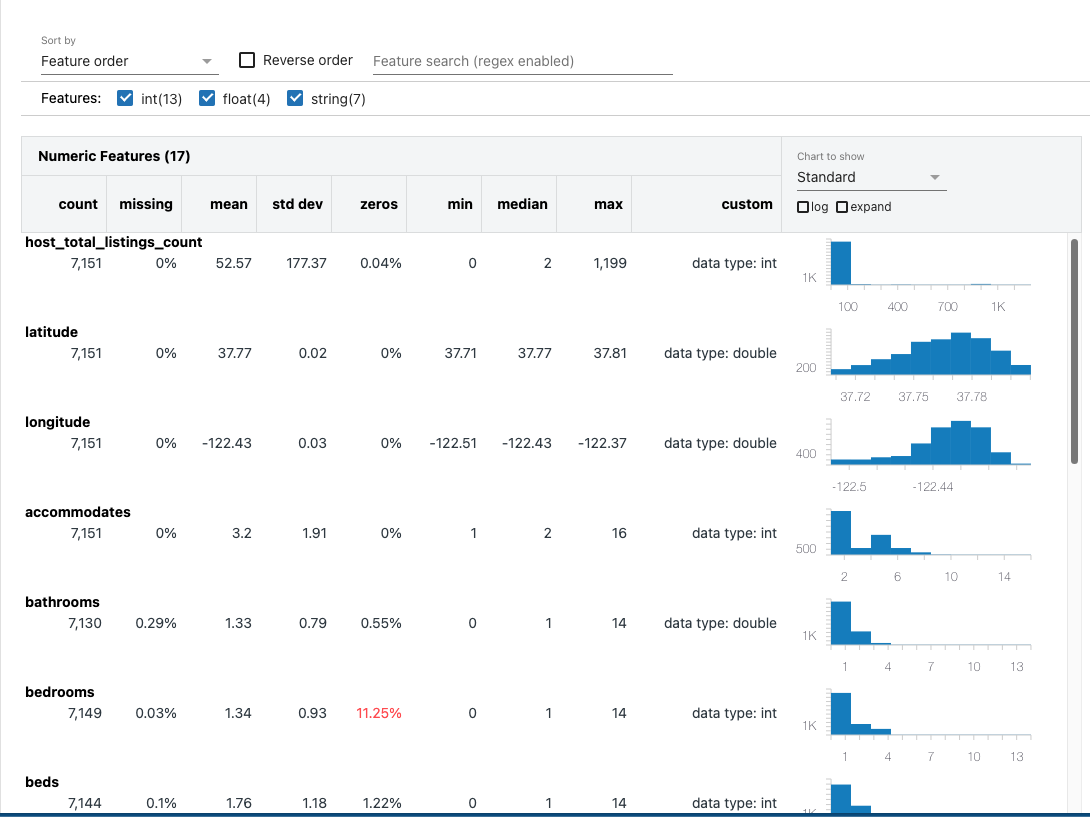 Sort by
Feature order
Reverse order
Feature search (regex enabled)
Features: int(13) float(4) string(7)
Numeric Features (17)
Chart to show
Standard
log expand
count missing mean std dev zeros min median max custom
host_total_listings_count
7,151 0% 52.57 177.37 0.04% 0 2 1,199 data type: int
1K
100 400 700 1K
latitude
7,151 0% 37.77 0.02 0% 37.71 37.77 37.81 data type: double
200
37.72 37.75 37.78
longitude
7,151 0% -122.43 0.03 0% -122.51 -122.43 -122.37 data type: double
400
-122.5 -122.44
accommodates
7,151 0% 3.2 1.91 0% 1 2 16 data type: int
500
2 6 10 14
bathrooms
7,130 0.29% 1.33 0.79 0.55% 0 1 14 data type: double
1K
1 4 7 10 13
bedrooms
7,149 0.03% 1.34 0.93 11.25% 0 1 14 data type: int
1K
1 4 7 10 13
beds
7,144 0.1% 1.76 1.18 1.22% 0 1 14 data type: int
1K